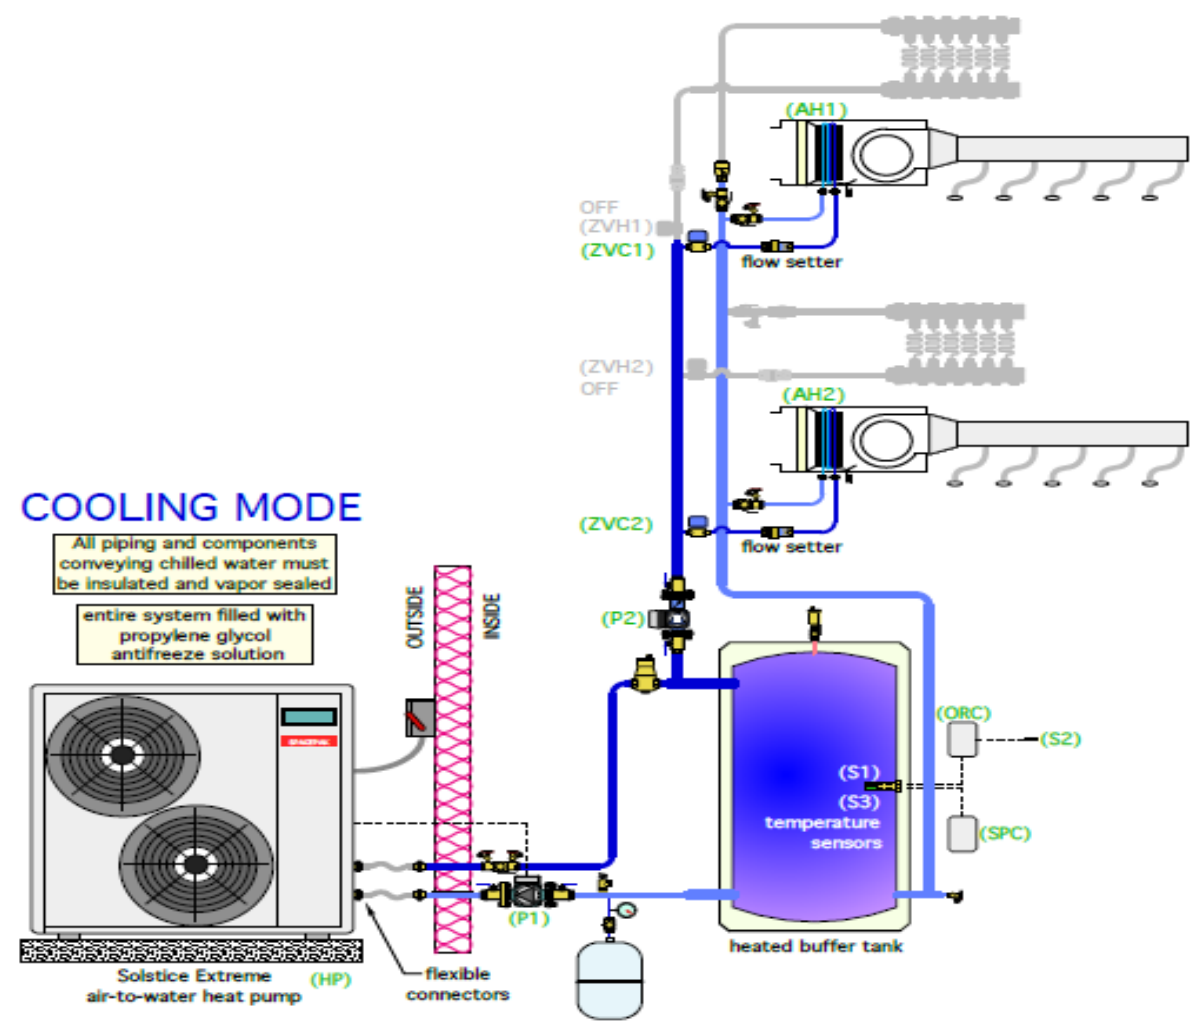 (AH1)
OFF
(ZVH1)
(ZVC1)
flow setter
(ZVH2)
OFF
(AH2)
(ZVC2)
flow setter
COOLING MODE
All piping and components
conveying chilled water must
be insulated and vapor sealed
entire system filled with
propylene glycol
antifreeze solution
OUTSIDE
INSIDE
(P2)
(ORC)
(S2)
(S1)
(S3)
temperature
sensors
(SPC)
(P1)
heated buffer tank
Solstice Extreme
air-to-water heat pump
(HP)
flexible
connectors